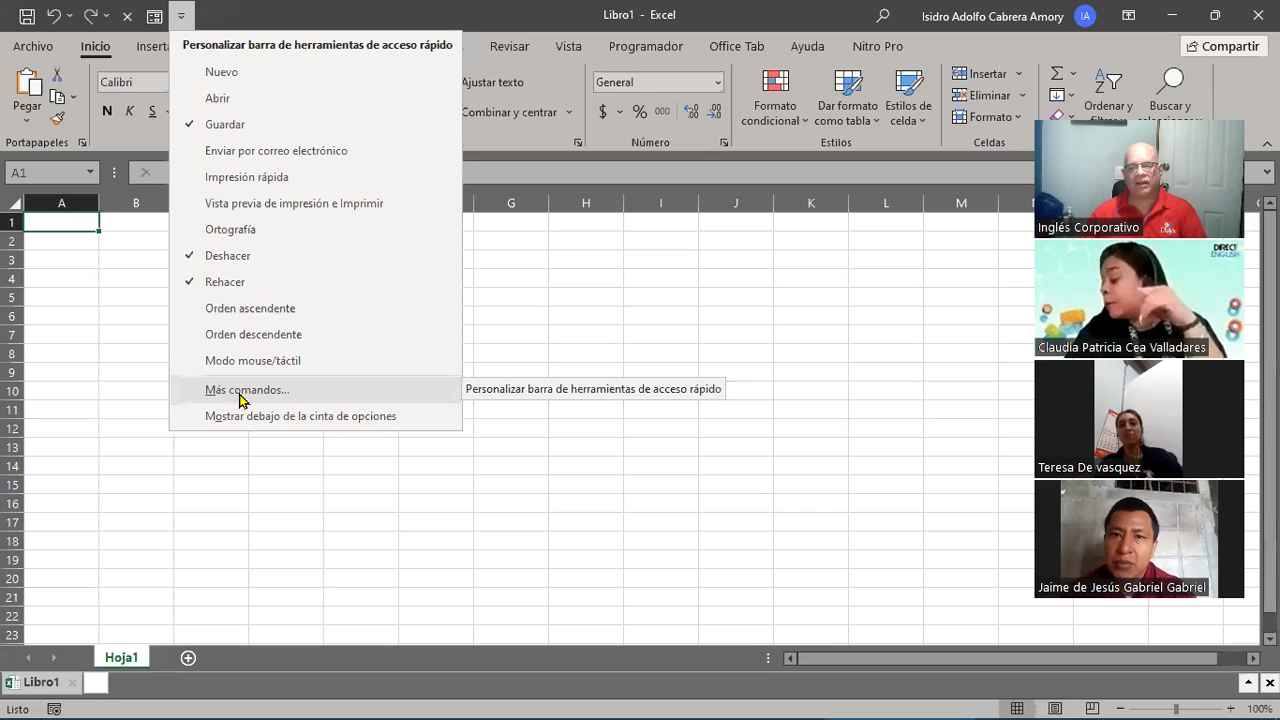 Libro1 - Excel
Isidro Adolfo Cabrera Amory
IA
Archivo
Inicio
Inserta
Revisar
Vista
Programador
Office Tab
Ayuda
Nitro Pro
Compartir
Personalizar barra de herramientas de acceso rápido
Nuevo
Abrir
Guardar
Enviar por correo electrónico
Impresión rápida
Vista previa de impresión e Imprimir
Ortografía
Deshacer
Rehacer
Orden ascendente
Orden descendente
Modo mouse/táctil
Más comandos...
Mostrar debajo de la cinta de opciones
Personalizar barra de herramientas de acceso rápido
Pegar
Portapapeles
Calibri
N K S
Ajustar texto
Combinar y centrar
General
$ % 
Número
Formato
condicional
Dar formato
como tabla
Estilos de
celda
Estilos
Insertar
Eliminar
Formato
Celdas
Ordenar y
Buscar y
A1
A B G H I J K L M
1
2
3
4
5
6
7
8
9
10
11
12
13
14
15
16
17
18
19
20
21
22
23
Inglés Corporativo
DIRECT
ENGLISH
Claudia Patricia Cea Valladares
Teresa De vasquez
Jaime de Jesús Gabriel Gabriel
Hoja1
Libro1
Listo
100%